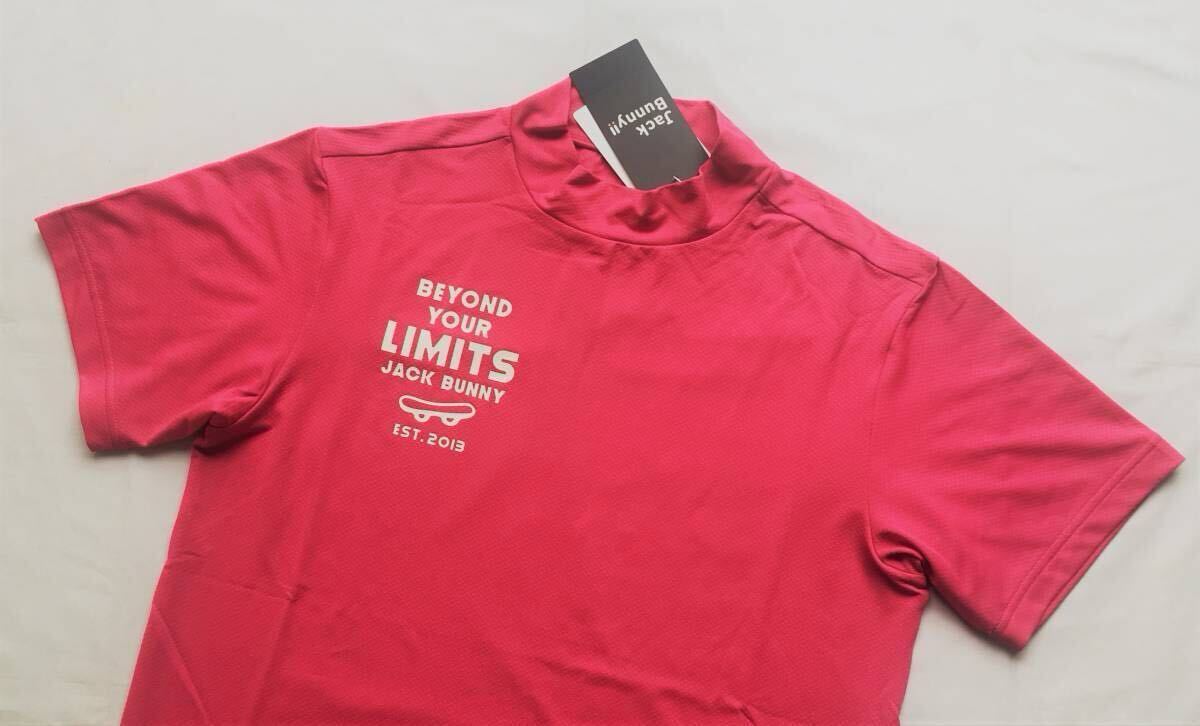 Jack
Bunny!!
BEYOND
YOUR
LIMITS
JACK BUNNY
EST. 2013